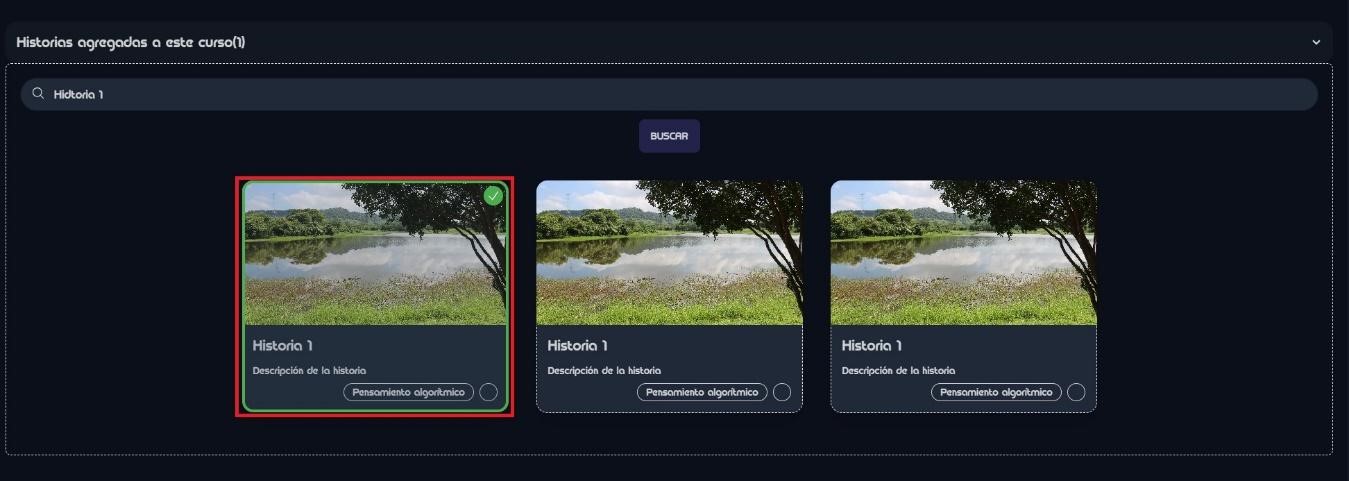 Historias agregadas a este curso(1)
Hidtoria 1
BUSCAR
Historia 1
Descripción de la historia
Pensamiento algorítmico
Historia 1
Descripción de la historia
Pensamiento algorítmico
Historia 1
Descripción de la historia
Pensamiento algorítmico